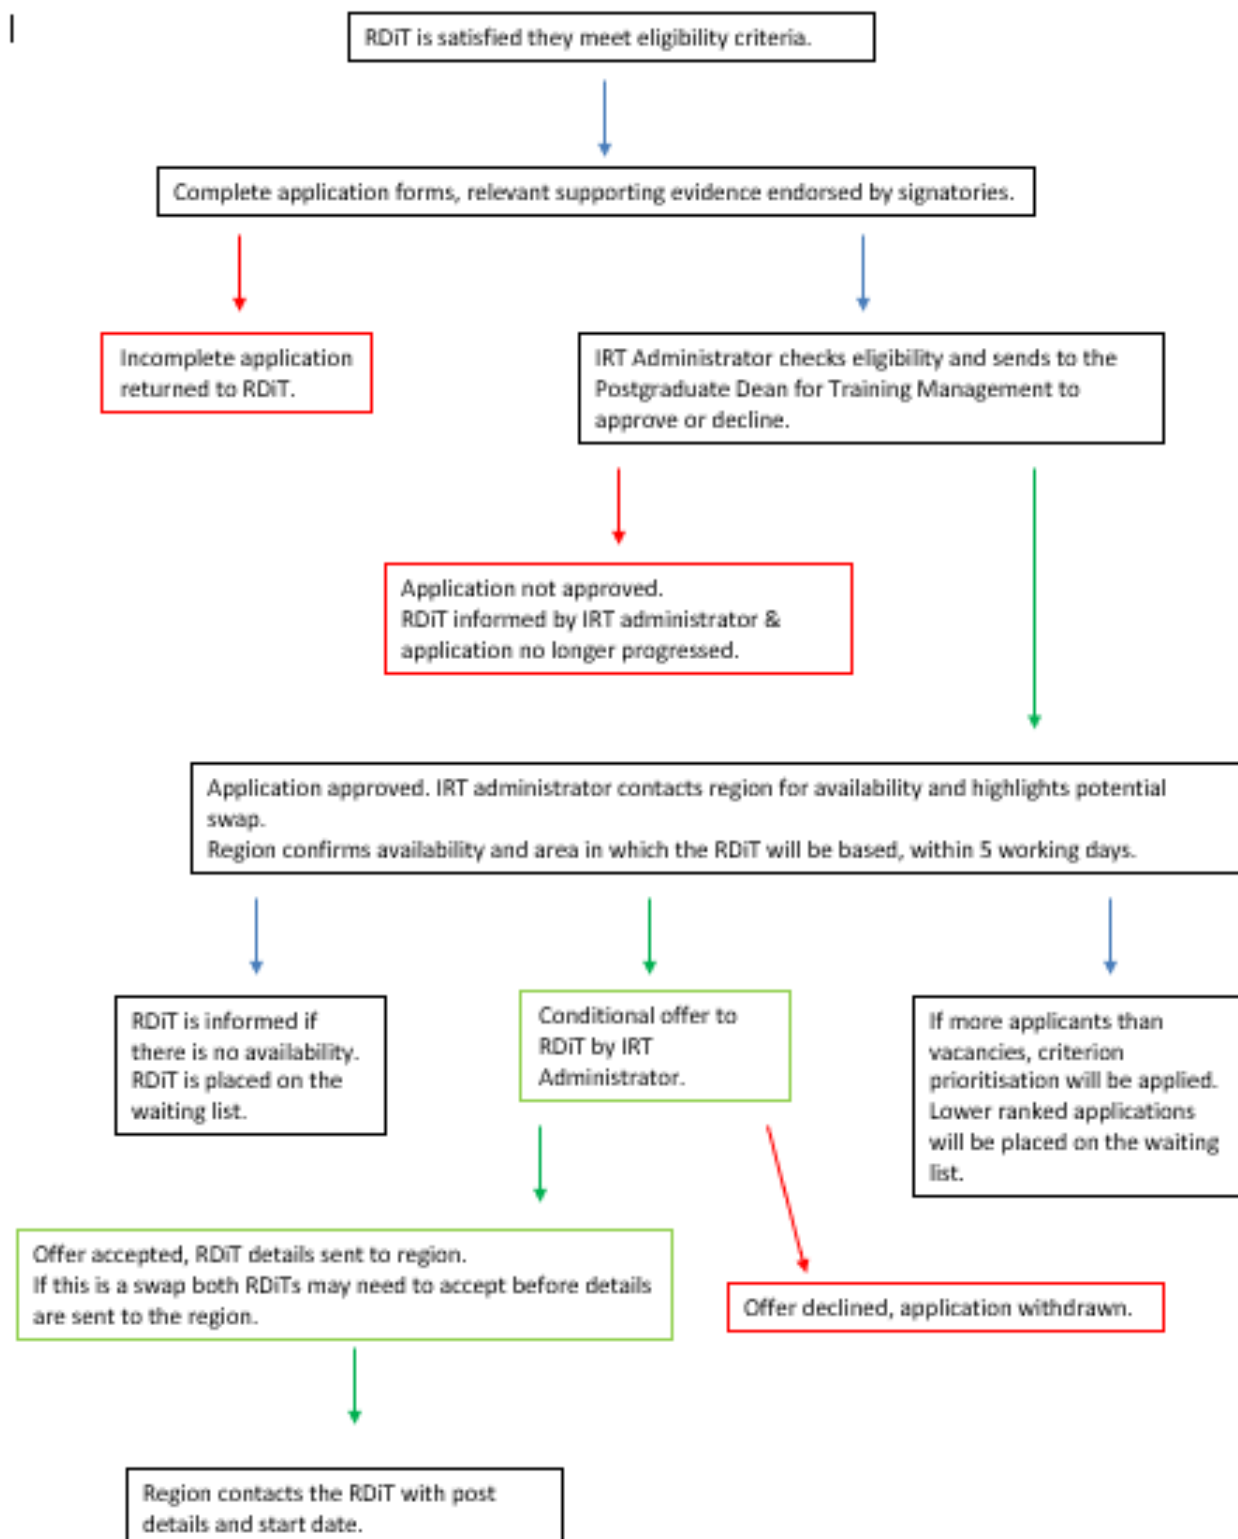 RDiT is satisfied they meet eligibility criteria.
Complete application forms, relevant supporting evidence endorsed by signatories.
Incomplete application
returned to RDiT.
IRT Administrator checks eligibility and sends to the
Postgraduate Dean for Training Management to
approve or decline.
Application not approved.
RDiT informed by IRT administrator &
application no longer progressed.
Application approved. IRT administrator contacts region for availability and highlights potential
swap.
Region confirms availability and area in which the RDiT will be based, within 5 working days.
RDiT is informed if
there is no availability.
RDiT is placed on the
waiting list.
Conditional offer to
RDiT by IRT
Administrator.
If more applicants than
vacancies, criterion
prioritisation will be applied.
Lower ranked applications
will be placed on the waiting
list.
Offer accepted, RDiT details sent to region.
If this is a swap both RDiTs may need to accept before details
are sent to the region.
Offer declined, application withdrawn.
Region contacts the RDiT with post
details and start date.